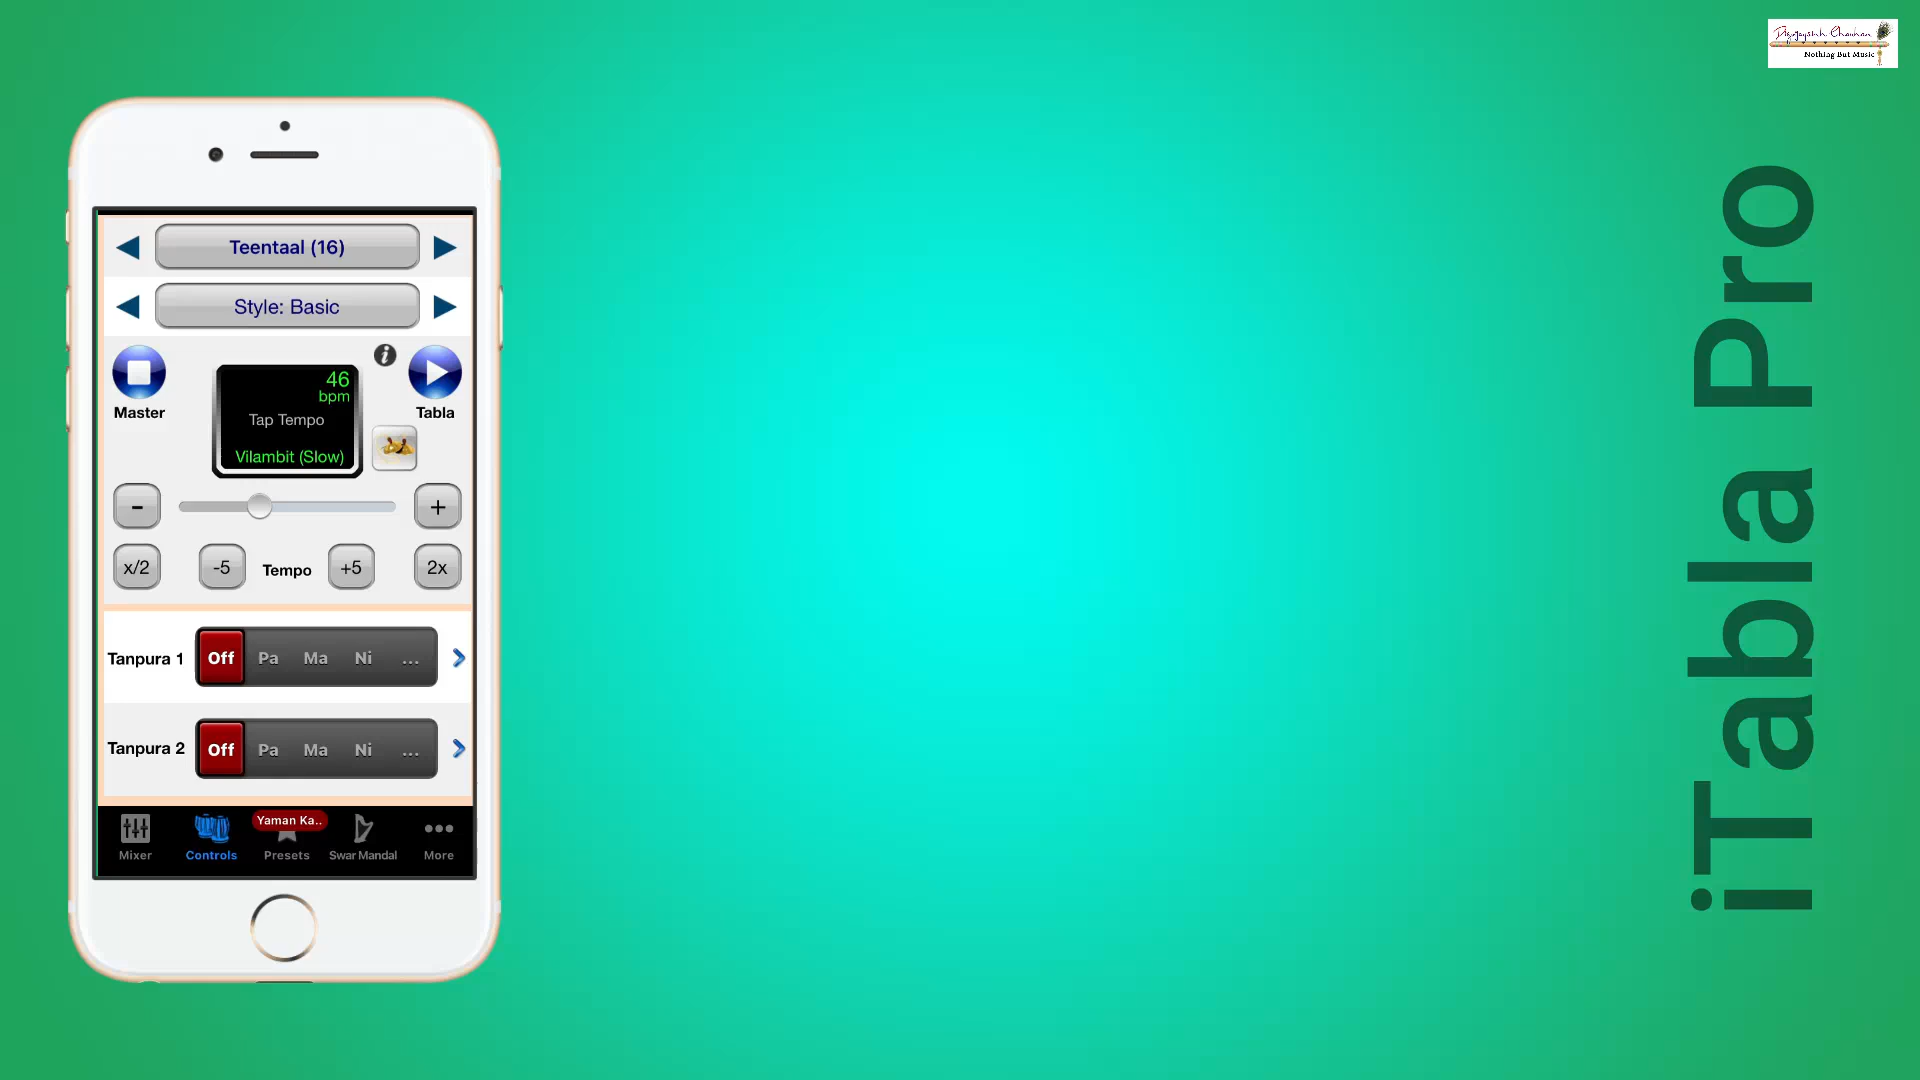 Teentaal (16)
Style: Basic
i
46
bpm
Tap Tempo
Vilambit (Slow)
Master
Tabla
-
+
x/2
-5
Tempo
+5
2x
Tanpura 1
Off Pa Ma Ni ...
Tanpura 2
Off Pa Ma Ni ...
Yaman Ka..
Mixer
Controls
Presets
Swar Mandal
More
iTabla Pro
Nothing But Music